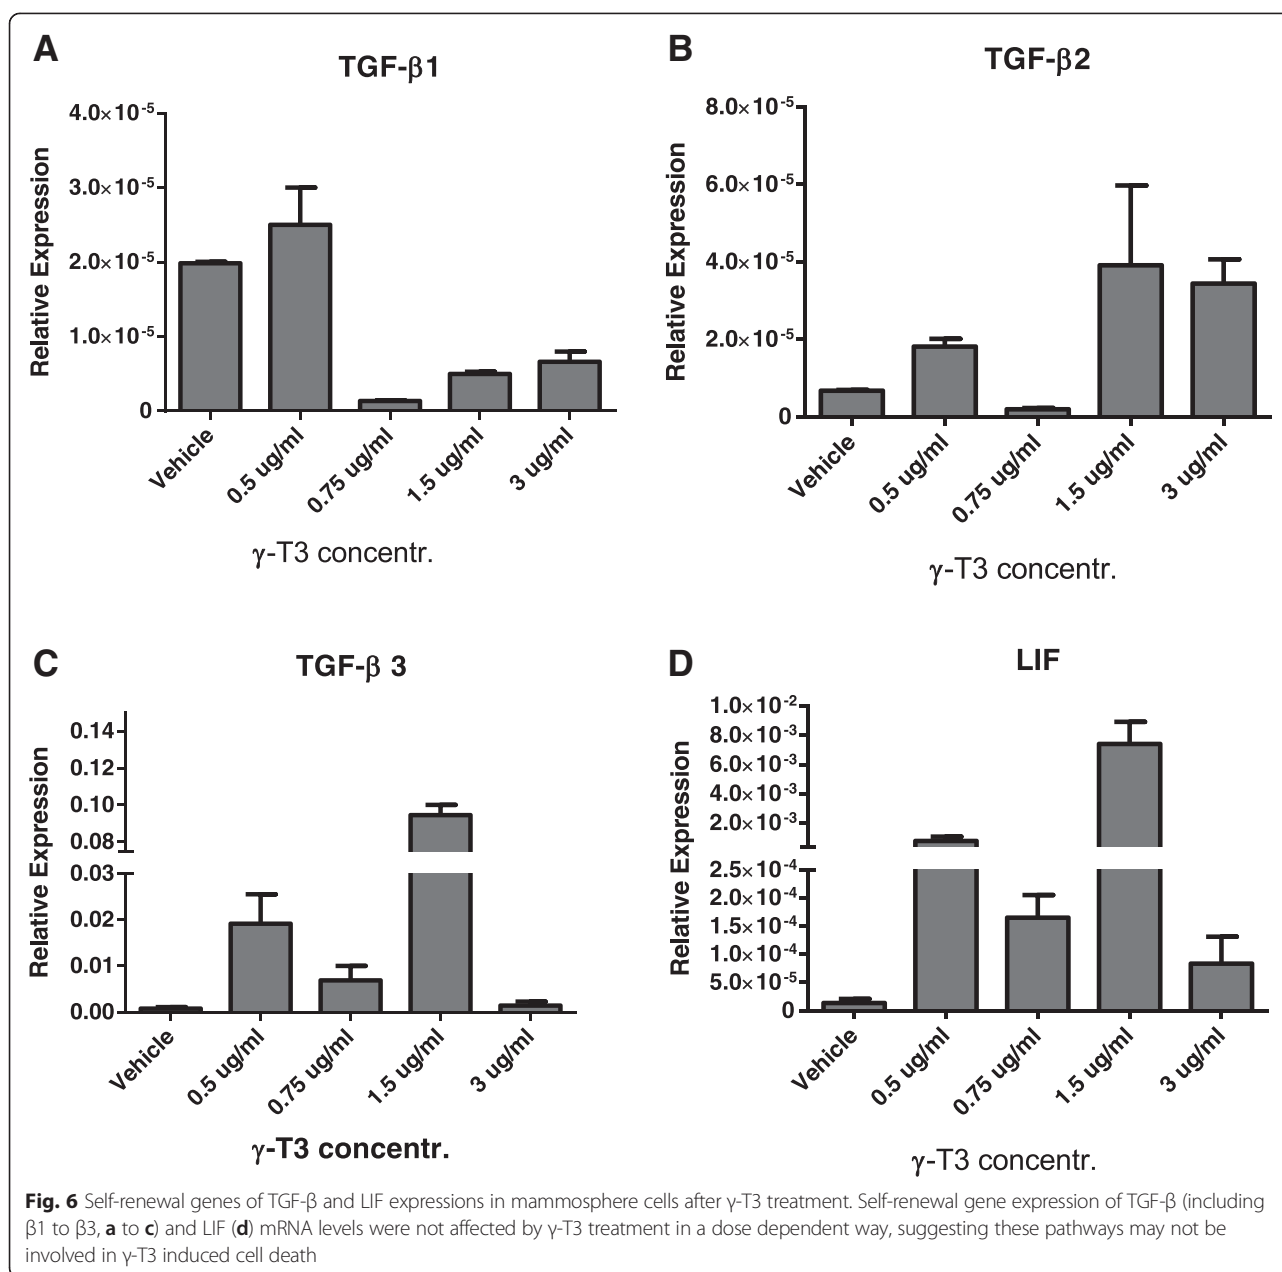 A
TGF-β1
Relative Expression
4.0×10⁻⁵
3.0×10⁻⁵
2.0×10⁻⁵
1.0×10⁻⁵
0
Vehicle
0.5 ug/ml
0.75 ug/ml
1.5 ug/ml
3 ug/ml
γ-T3 concentr.
B
TGF-β2
Relative Expression
8.0×10⁻⁵
6.0×10⁻⁵
4.0×10⁻⁵
2.0×10⁻⁵
0
Vehicle
0.5 ug/ml
0.75 ug/ml
1.5 ug/ml
3 ug/ml
γ-T3 concentr.
C
TGF-β 3
Relative Expression
0.14
0.12
0.10
0.08
0.03
0.02
0.01
0.00
Vehicle
0.5 ug/ml
0.75 ug/ml
1.5 ug/ml
3 ug/ml
γ-T3 concentr.
D
LIF
Relative Expression
1.0×10⁻²
8.0×10⁻³
6.0×10⁻³
4.0×10⁻³
2.0×10⁻³
2.5×10⁻⁴
2.0×10⁻⁴
1.5×10⁻⁴
1.0×10⁻⁴
5.0×10⁻⁵
0
Vehicle
0.5 ug/ml
0.75 ug/ml
1.5 ug/ml
3 ug/ml
γ-T3 concentr.
Fig. 6 Self-renewal genes of TGF-β and LIF expressions in mammosphere cells after γ-T3 treatment. Self-renewal gene expression of TGF-β (including
β1 to β3, a to c) and LIF (d) mRNA levels were not affected by γ-T3 treatment in a dose dependent way, suggesting these pathways may not be
involved in γ-T3 induced cell death